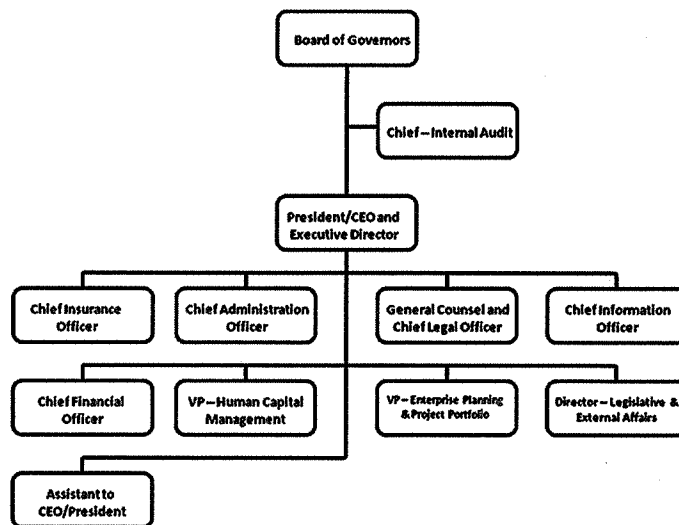 Board of Governors
Chief – Internal Audit
President/CEO and
Executive Director
Chief Insurance
Officer
Chief Administration
Officer
General Counsel and
Chief Legal Officer
Chief Information
Officer
Chief Financial
Officer
VP – Human Capital
Management
VP – Enterprise Planning
& Project Portfolio
Director – Legislative &
External Affairs
Assistant to
CEO/President